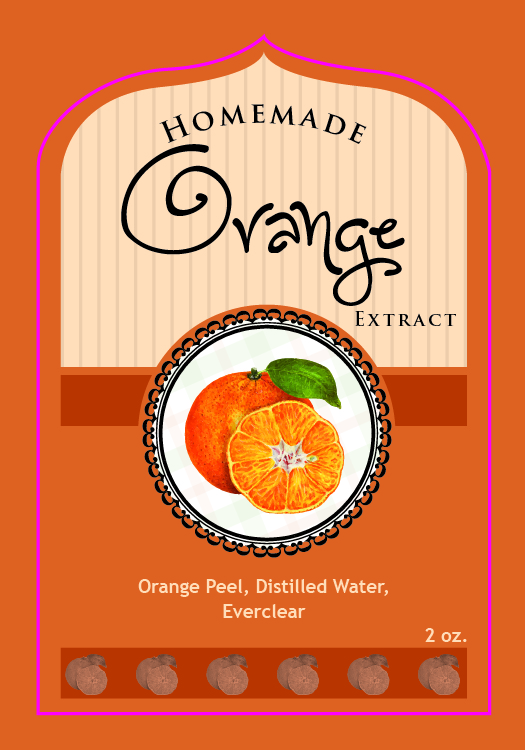 Homemade
Orange
Extract
Orange Peel, Distilled Water,
Everclear
2 oz.